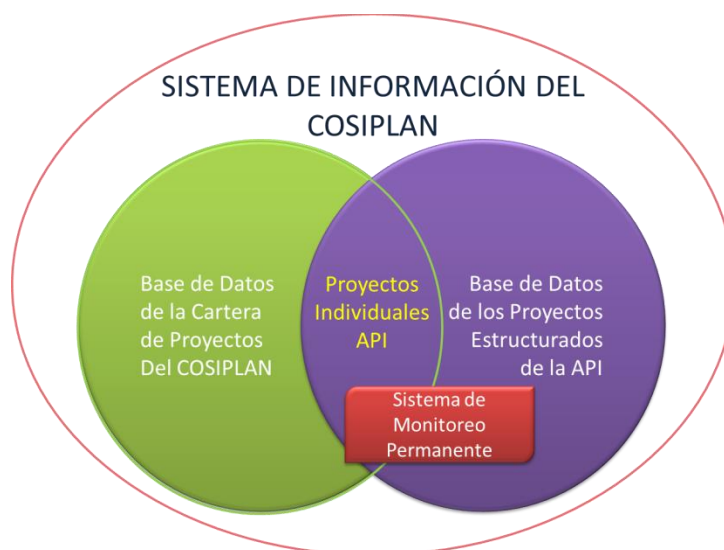 SISTEMA DE INFORMACIÓN DEL
COSIPLAN
Base de Datos
de la Cartera
de Proyectos
Del COSIPLAN
Proyectos
Individuales
API
Base de Datos
de los Proyectos
Estructurados
de la API
Sistema de
Monitoreo
Permanente